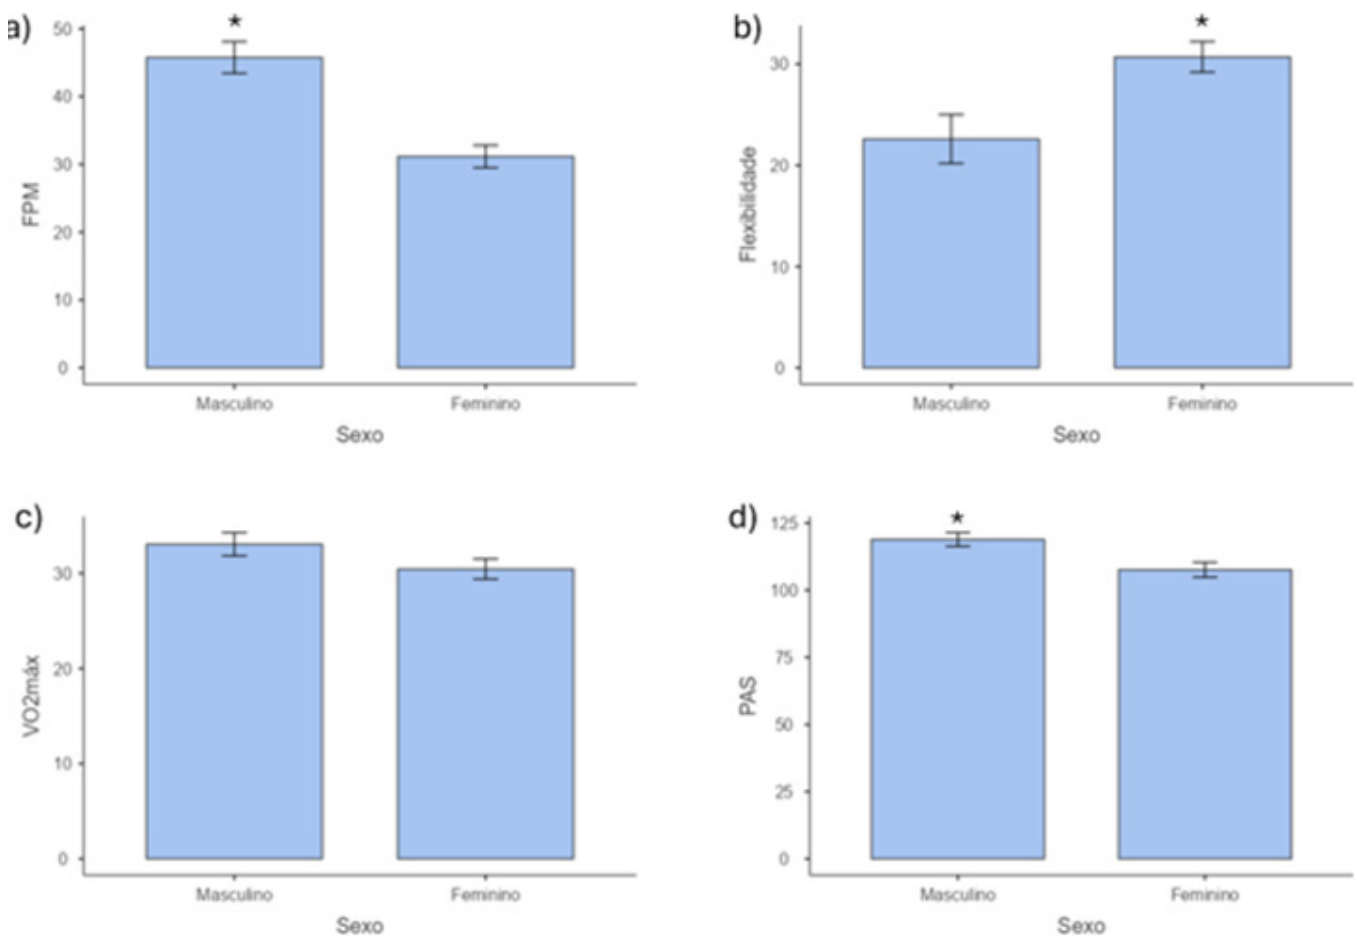 a)
*
50
40
30
20
10
0
FPM
Masculino Feminino
Sexo
b)
*
30
20
10
0
Flexibilidade
Masculino Feminino
Sexo
c)
30
20
10
0
VO2máx
Masculino Feminino
Sexo
d)
*
125
100
75
50
25
0
PAS
Masculino Feminino
Sexo